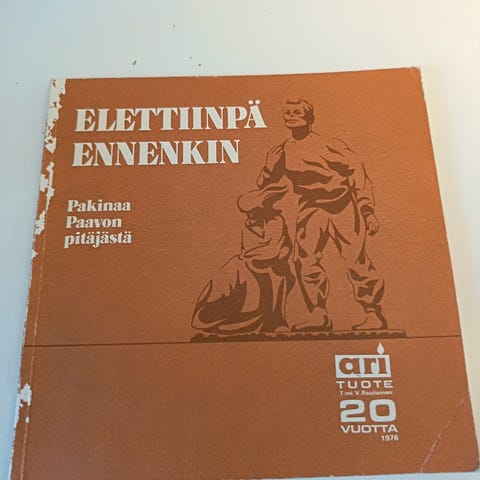 ELETTIINPÄ
ENNENKIN
Pakinaa
Paavon
pitäjästä
ari
TUOTE
T:mi V. Rautiainen
20
VUOTTA
1976